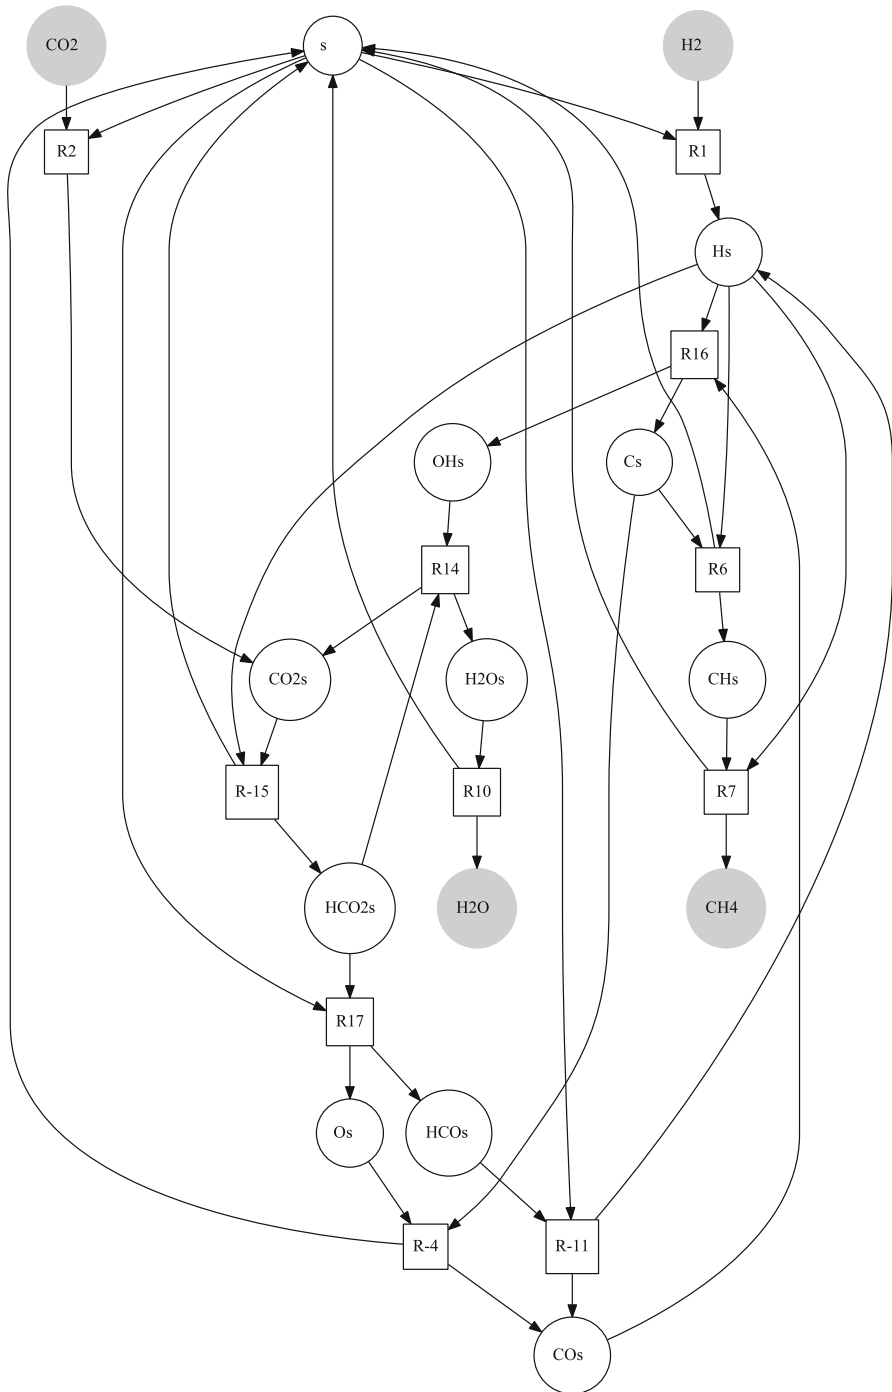 CO2
s
H2
R2
R1
Hs
R16
OHs
Cs
R14
R6
CO2s
H2Os
CHs
R-15
R10
R7
HCO2s
H2O
CH4
R17
Os
HCOs
R-4
R-11
COs